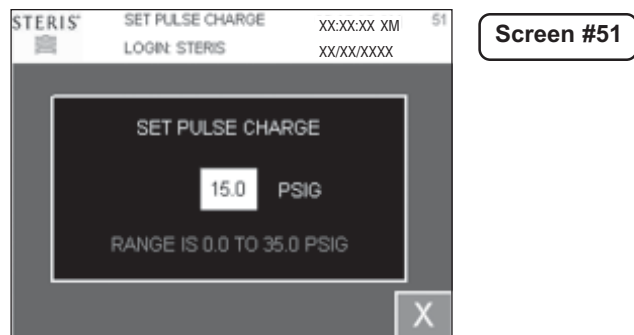 STERIS®
SET PULSE CHARGE
XX:XX:XX XM
51
LOGIN: STERIS
XX/XX/XXXX
Screen #51
SET PULSE CHARGE
15.0 PSIG
RANGE IS 0.0 TO 35.0 PSIG
X